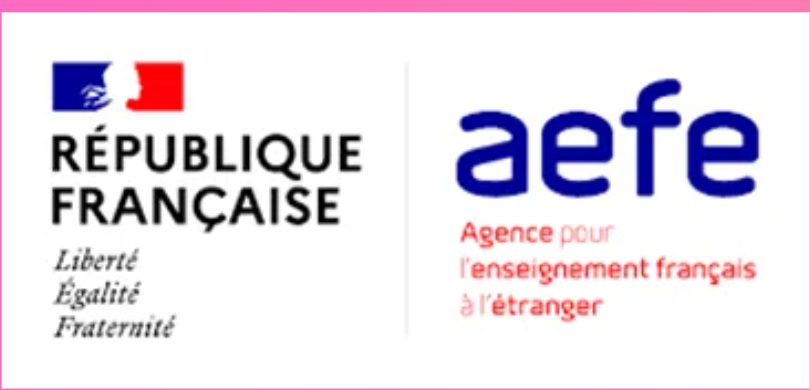 RÉPUBLIQUE
FRANÇAISE
Liberté
Égalité
Fraternité
aefe
Agence pour
l'enseignement français
à l'étranger